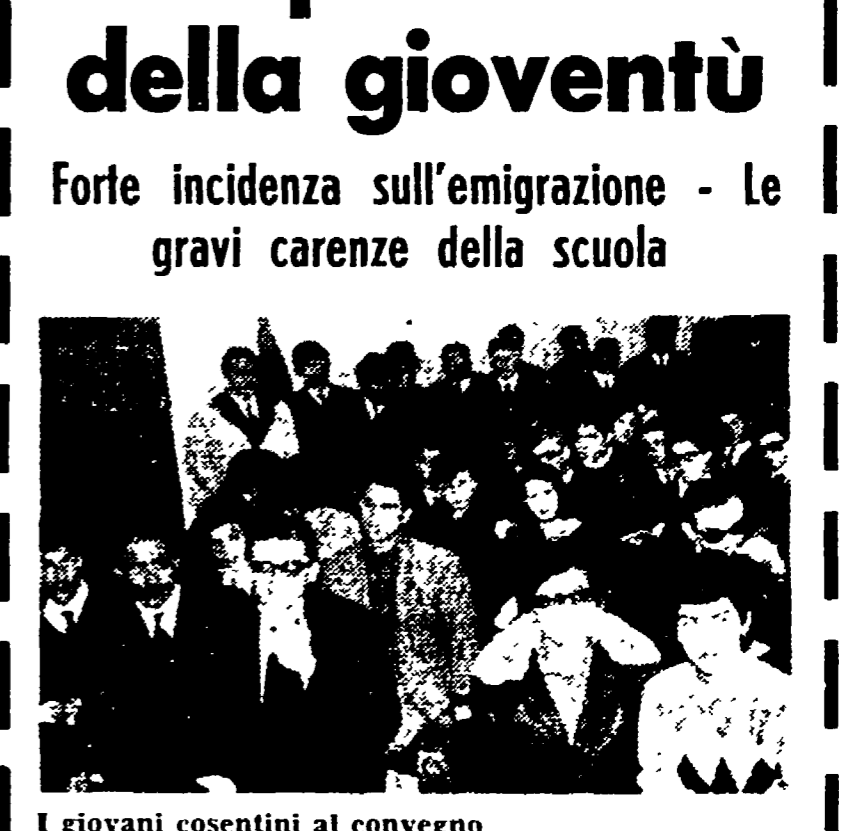 della gioventù
Forte incidenza sull'emigrazione - Le
gravi carenze della scuola
I giovani cosentini al convegno